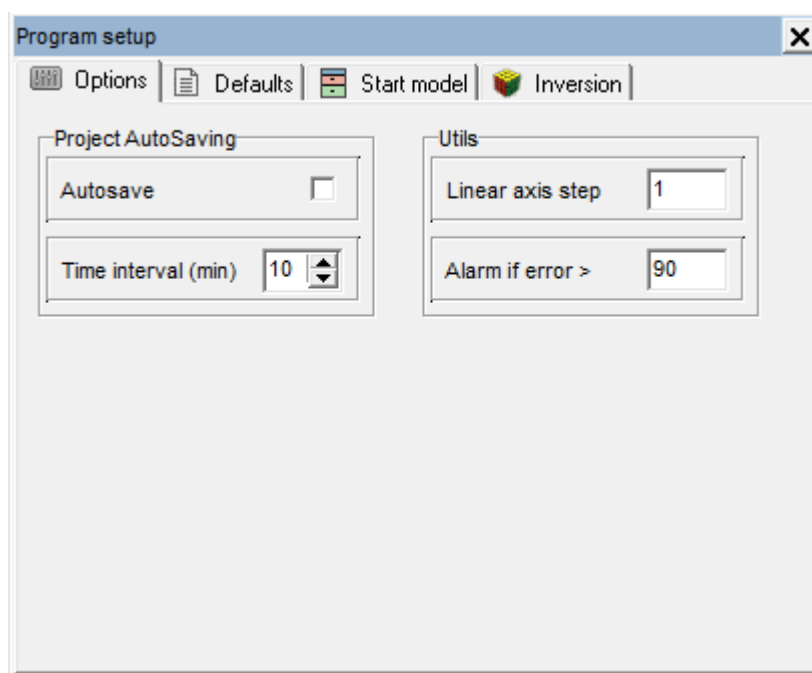 Program setup
Options Defaults Start model Inversion
Project AutoSaving
Autosave
Time interval (min) 10
Utils
Linear axis step 1
Alarm if error > 90